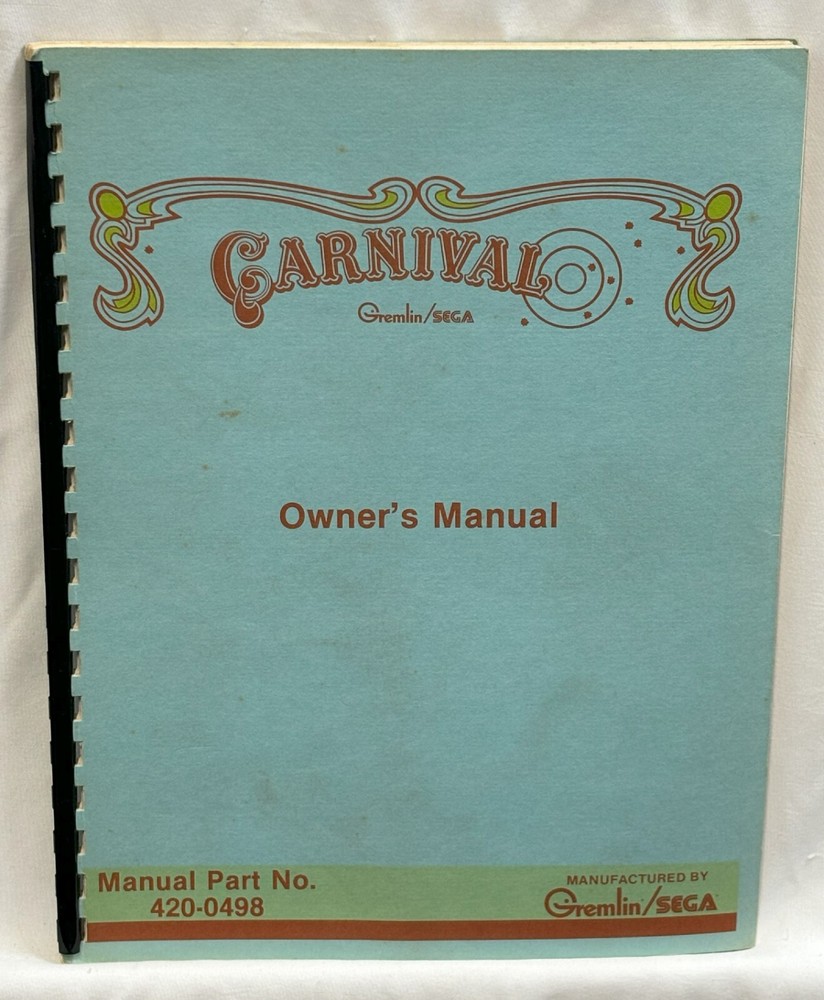 CARNIVAL
Gremlin/SEGA
Owner's Manual
Manual Part No.
420-0498
MANUFACTURED BY
Gremlin/SEGA